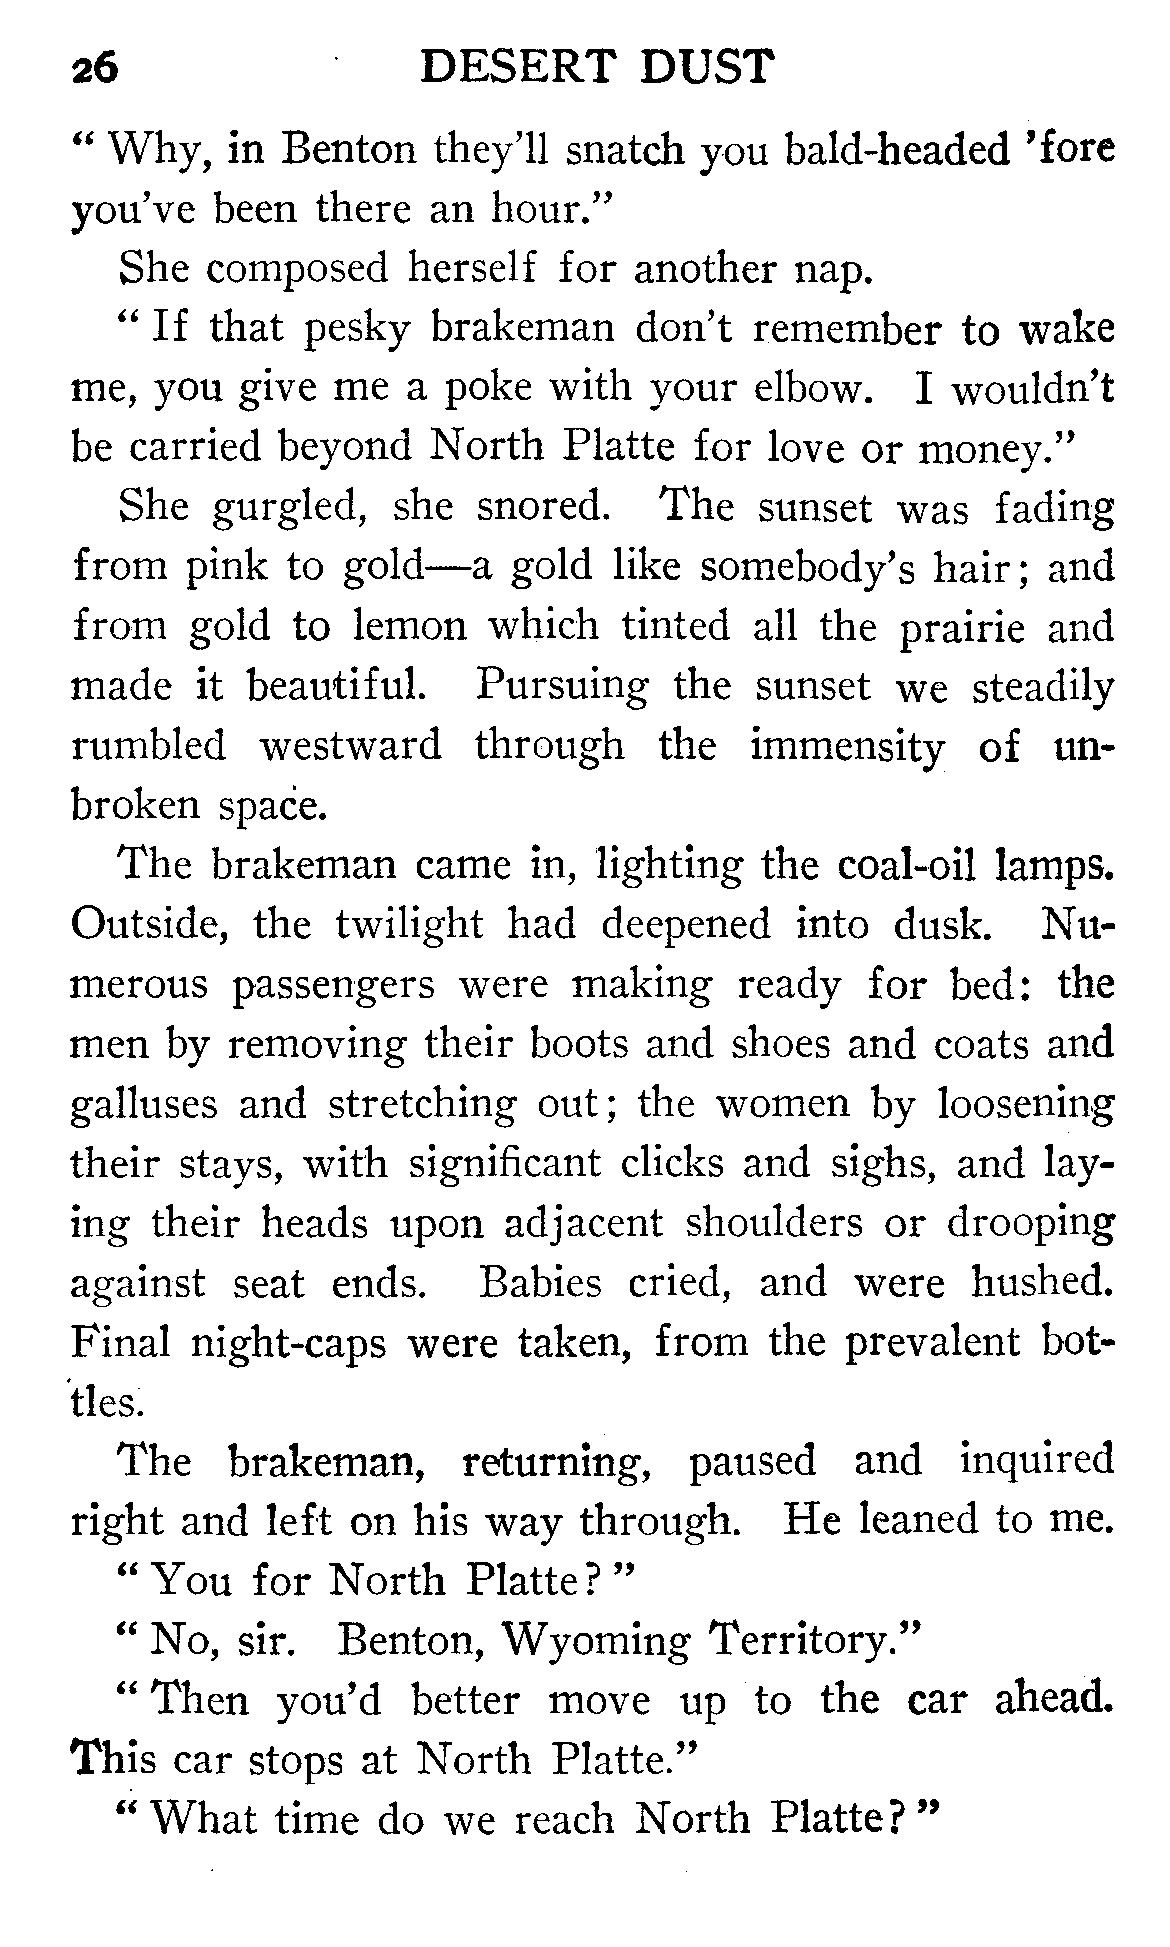 26 DESERT DUST
“ Why, in Benton they’ll snatch you bald-headed ’fore
you’ve been there an hour.”
She composed herself for another nap.
“ If that pesky brakeman don’t remember to wake
me, you give me a poke with your elbow. I wouldn’t
be carried beyond North Platte for love or money.”
She gurgled, she snored. The sunset was fading
from pink to gold—a gold like somebody’s hair; and
from gold to lemon which tinted all the prairie and
made it beautiful. Pursuing the sunset we steadily
rumbled westward through the immensity of un-
broken space.
The brakeman came in, lighting the coal-oil lamps.
Outside, the twilight had deepened into dusk. Nu-
merous passengers were making ready for bed: the
men by removing their boots and shoes and coats and
galluses and stretching out; the women by loosening
their stays, with significant clicks and sighs, and lay-
ing their heads upon adjacent shoulders or drooping
against seat ends. Babies cried, and were hushed.
Final night-caps were taken, from the prevalent bot-
tles.
The brakeman, returning, paused and inquired
right and left on his way through. He leaned to me.
“ You for North Platte? ”
“ No, sir. Benton, Wyoming Territory.”
“ Then you’d better move up to the car ahead.
This car stops at North Platte.”
“ What time do we reach North Platte? ”